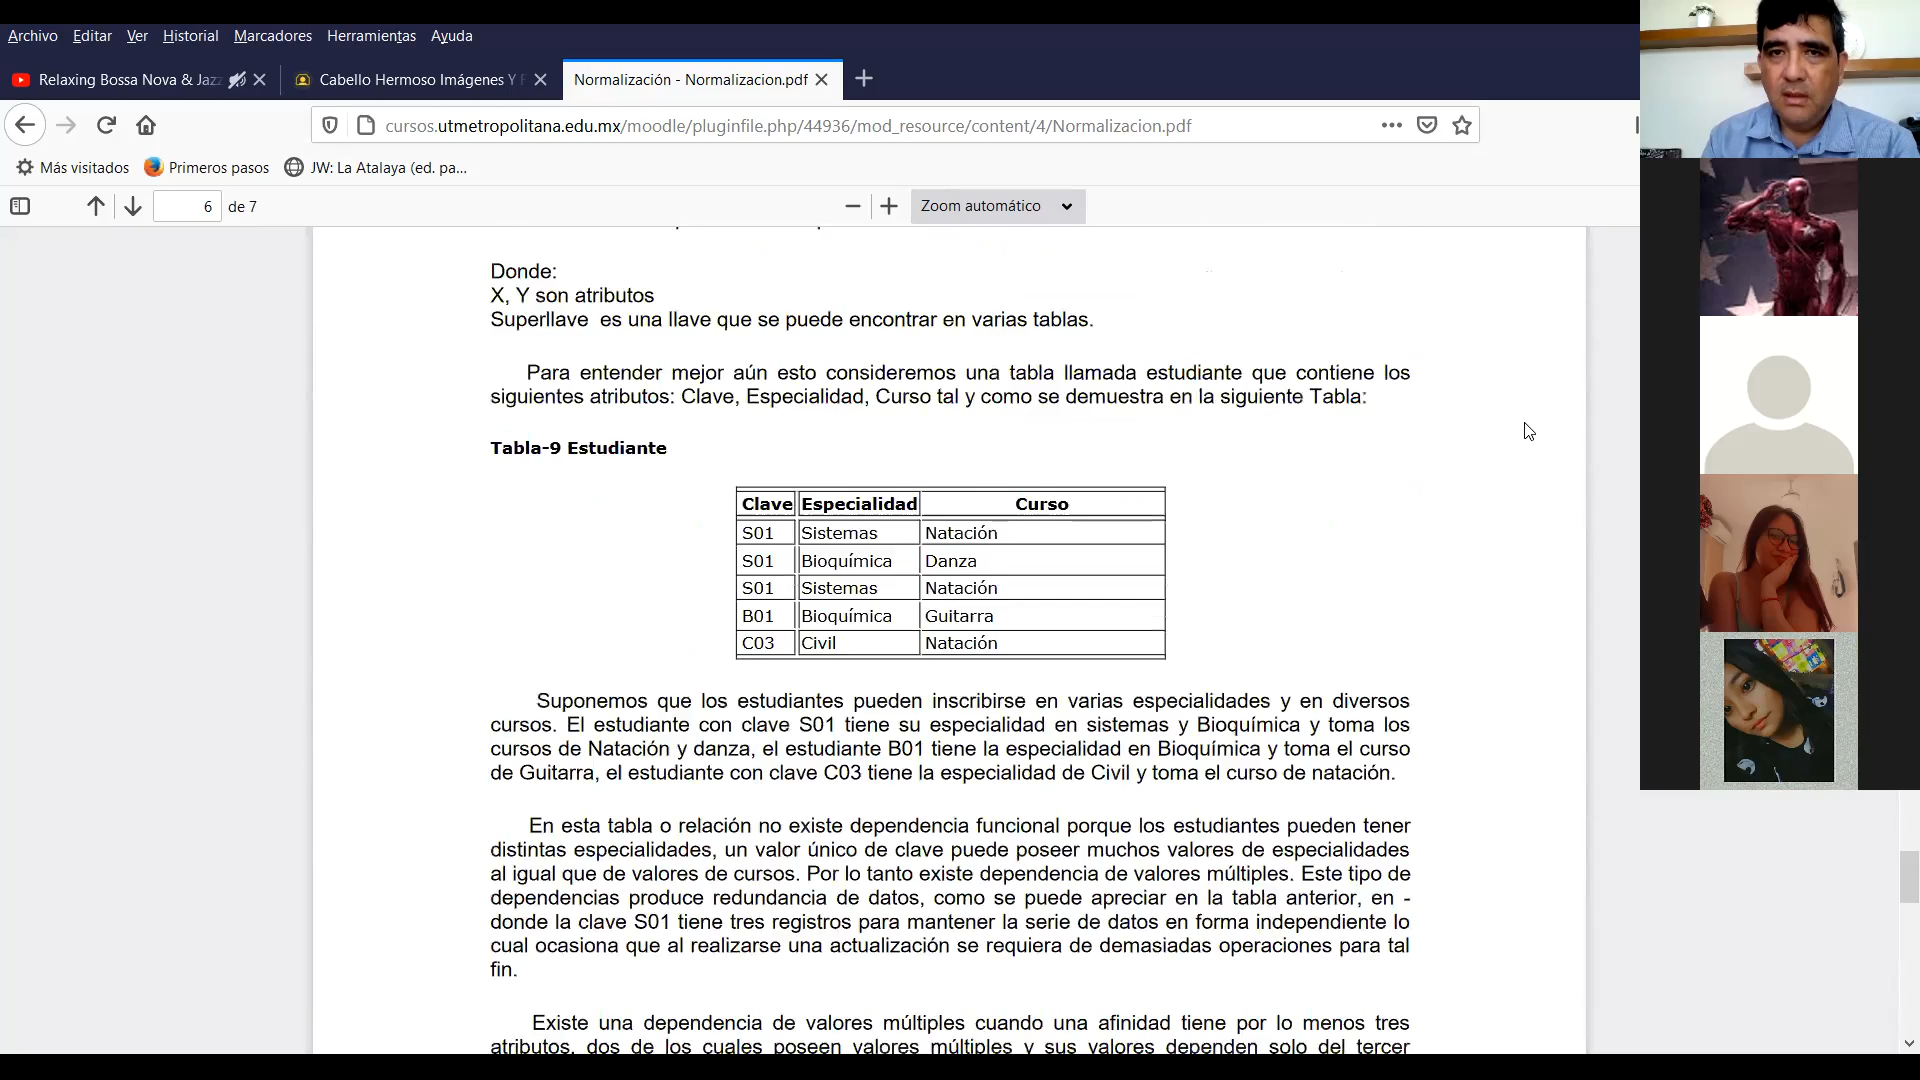 Archivo Editar Ver Historial Marcadores Herramientas Ayuda
Relaxing Bossa Nova & Jazz
Cabello Hermoso Imágenes Y F
Normalización - Normalizacion.pdf
cursos.utmetropolitana.edu.mx/moodle/pluginfile.php/44936/mod_resource/content/4/Normalizacion.pdf
Más visitados Primeros pasos JW: La Atalaya (ed. pa...
6 de 7 Zoom automático
Donde:
X, Y son atributos
Superllave es una llave que se puede encontrar en varias tablas.
Para entender mejor aún esto consideremos una tabla llamada estudiante que contiene los
siguientes atributos: Clave, Especialidad, Curso tal y como se demuestra en la siguiente Tabla:
Tabla-9 Estudiante
Clave Especialidad Curso
S01 Sistemas Natación
S01 Bioquímica Danza
S01 Sistemas Natación
B01 Bioquímica Guitarra
C03 Civil Natación
Suponemos que los estudiantes pueden inscribirse en varias especialidades y en diversos
cursos. El estudiante con clave S01 tiene su especialidad en sistemas y Bioquímica y toma los
cursos de Natación y danza, el estudiante B01 tiene la especialidad en Bioquímica y toma el curso
de Guitarra, el estudiante con clave C03 tiene la especialidad de Civil y toma el curso de natación.
En esta tabla o relación no existe dependencia funcional porque los estudiantes pueden tener
distintas especialidades, un valor único de clave puede poseer muchos valores de especialidades
al igual que de valores de cursos. Por lo tanto existe dependencia de valores múltiples. Este tipo de
dependencias produce redundancia de datos, como se puede apreciar en la tabla anterior, en -
donde la clave S01 tiene tres registros para mantener la serie de datos en forma independiente lo
cual ocasiona que al realizarse una actualización se requiera de demasiadas operaciones para tal
fin.
Existe una dependencia de valores múltiples cuando una afinidad tiene por lo menos tres
atributos, dos de los cuales poseen valores múltiples y sus valores dependen solo del tercer